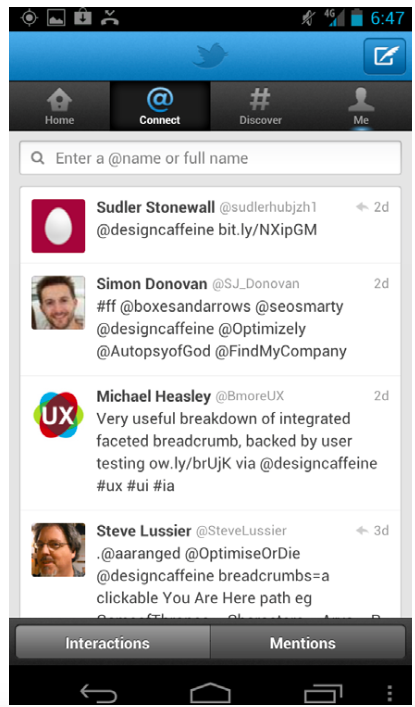 4G 6:47
Home Connect Discover Me
Enter a @name or full name
Sudler Stonewall @sudlerhubjzh1 2d
@designcaffeine bit.ly/NXipGM
Simon Donovan @SJ_Donovan 2d
#ff @boxesandarrows @seosmarty
@designcaffeine @Optimizely
@AutopsyofGod @FindMyCompany
UX
Michael Heasley @BmoreUX 2d
Very useful breakdown of integrated
faceted breadcrumb, backed by user
testing ow.ly/brUjK via @designcaffeine
#ux #ui #ia
Steve Lussier @SteveLussier 3d
.@aaranged @OptimiseOrDie
@designcaffeine breadcrumbs=a
clickable You Are Here path eg
Interactions Mentions